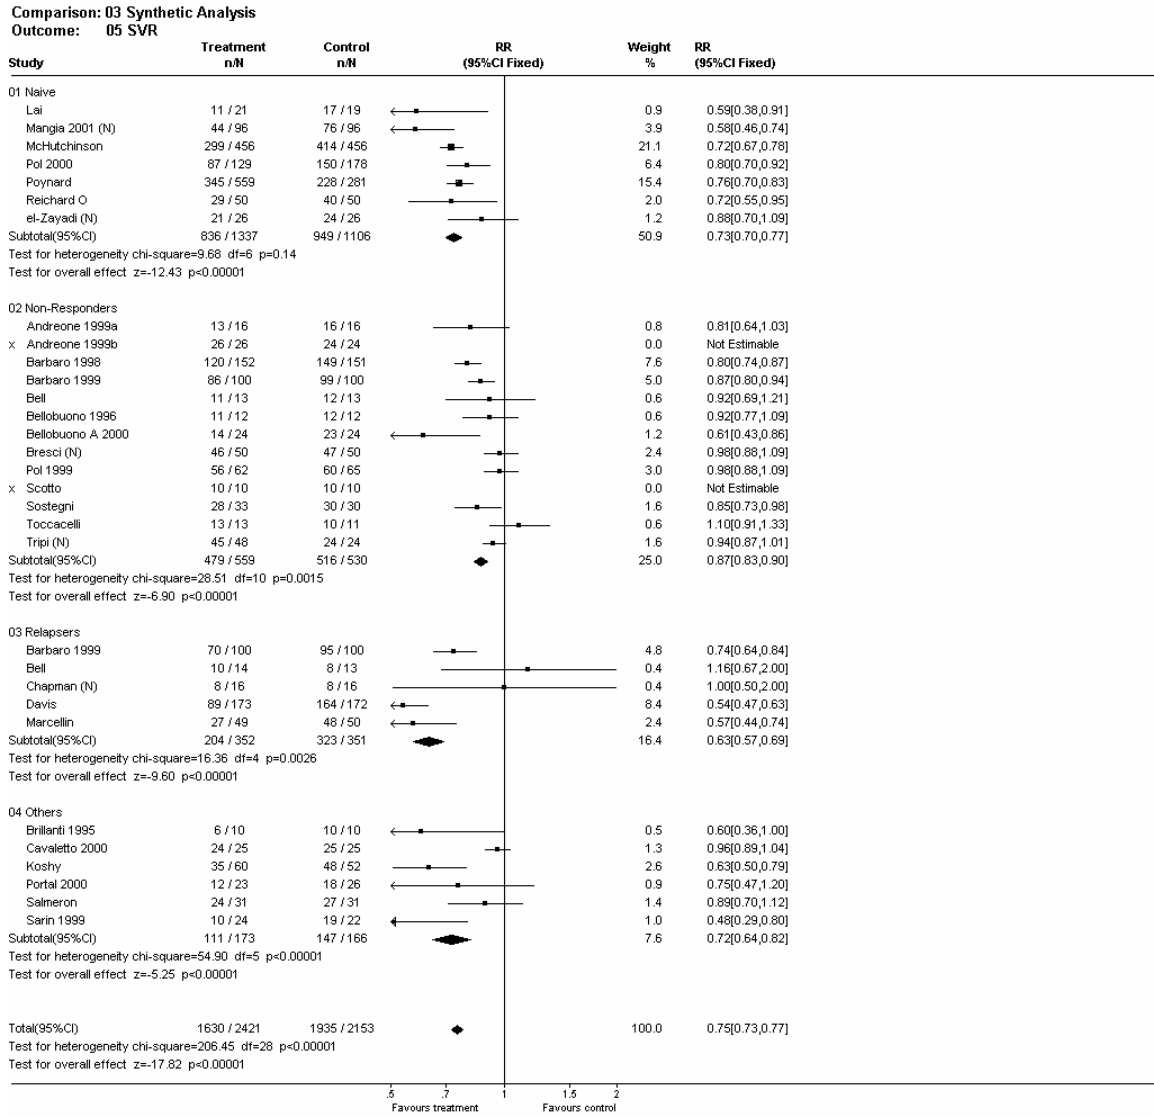 Comparison: 03 Synthetic Analysis
Outcome: 05 SVR
Treatment Control RR Weight RR
Study n/N n/N (95%CI Fixed) % (95%CI Fixed)
01 Naive
Lai 11 / 21 17 / 19 0.9 0.59[0.38,0.91]
Mangia 2001 (N) 44 / 96 76 / 96 3.9 0.58[0.46,0.74]
McHutchinson 299 / 456 414 / 456 21.1 0.72[0.67,0.78]
Pol 2000 87 / 129 150 / 178 6.4 0.80[0.70,0.92]
Poynard 345 / 559 228 / 281 15.4 0.76[0.70,0.83]
Reichard O 29 / 50 40 / 50 2.0 0.72[0.55,0.95]
el-Zayadi (N) 21 / 26 24 / 26 1.2 0.88[0.70,1.09]
Subtotal(95%CI) 836 / 1337 949 / 1106 50.9 0.73[0.70,0.77]
Test for heterogeneity chi-square=9.68 df=6 p=0.14
Test for overall effect z=-12.43 p<0.00001
02 Non-Responders
Andreone 1999a 13 / 16 16 / 16 0.8 0.81[0.64,1.03]
x Andreone 1999b 26 / 26 24 / 24 0.0 Not Estimable
Barbaro 1998 120 / 152 149 / 151 7.6 0.80[0.74,0.87]
Barbaro 1999 86 / 100 99 / 100 5.0 0.87[0.80,0.94]
Bell 11 / 13 12 / 13 0.6 0.92[0.69,1.21]
Bellobuono 1996 11 / 12 12 / 12 0.6 0.92[0.77,1.09]
Bellobuono A 2000 14 / 24 23 / 24 1.2 0.61[0.43,0.86]
Bresci (N) 46 / 50 47 / 50 2.4 0.98[0.88,1.09]
Pol 1999 56 / 62 60 / 65 3.0 0.98[0.88,1.09]
x Scotto 10 / 10 10 / 10 0.0 Not Estimable
Sostegni 28 / 33 30 / 30 1.6 0.85[0.73,0.98]
Toccacelli 13 / 13 10 / 11 0.6 1.10[0.91,1.33]
Tripi (N) 45 / 48 24 / 24 1.6 0.94[0.87,1.01]
Subtotal(95%CI) 479 / 559 516 / 530 25.0 0.87[0.83,0.90]
Test for heterogeneity chi-square=28.51 df=10 p=0.0015
Test for overall effect z=-6.90 p<0.00001
03 Relapsers
Barbaro 1999 70 / 100 95 / 100 4.8 0.74[0.64,0.84]
Bell 10 / 14 8 / 13 0.4 1.16[0.67,2.00]
Chapman (N) 8 / 16 8 / 16 0.4 1.00[0.50,2.00]
Davis 89 / 173 164 / 172 8.4 0.54[0.47,0.63]
Marcellin 27 / 49 48 / 50 2.4 0.57[0.44,0.74]
Subtotal(95%CI) 204 / 352 323 / 351 16.4 0.63[0.57,0.69]
Test for heterogeneity chi-square=16.36 df=4 p=0.0026
Test for overall effect z=-9.60 p<0.00001
04 Others
Brillanti 1995 6 / 10 10 / 10 0.5 0.60[0.36,1.00]
Cavaletto 2000 24 / 25 25 / 25 1.3 0.96[0.89,1.04]
Koshy 35 / 60 48 / 52 2.6 0.63[0.50,0.79]
Portal 2000 12 / 23 18 / 26 0.9 0.75[0.47,1.20]
Salmeron 24 / 31 27 / 31 1.4 0.89[0.70,1.12]
Sarin 1999 10 / 24 19 / 22 1.0 0.48[0.29,0.80]
Subtotal(95%CI) 111 / 173 147 / 166 7.6 0.72[0.64,0.82]
Test for heterogeneity chi-square=54.90 df=5 p<0.00001
Test for overall effect z=-5.25 p<0.00001
Total(95%CI) 1630 / 2421 1935 / 2153 100.0 0.75[0.73,0.77]
Test for heterogeneity chi-square=206.45 df=28 p<0.00001
Test for overall effect z=-17.82 p<0.00001
.5 .7 1 1.5 2
Favours treatment Favours control